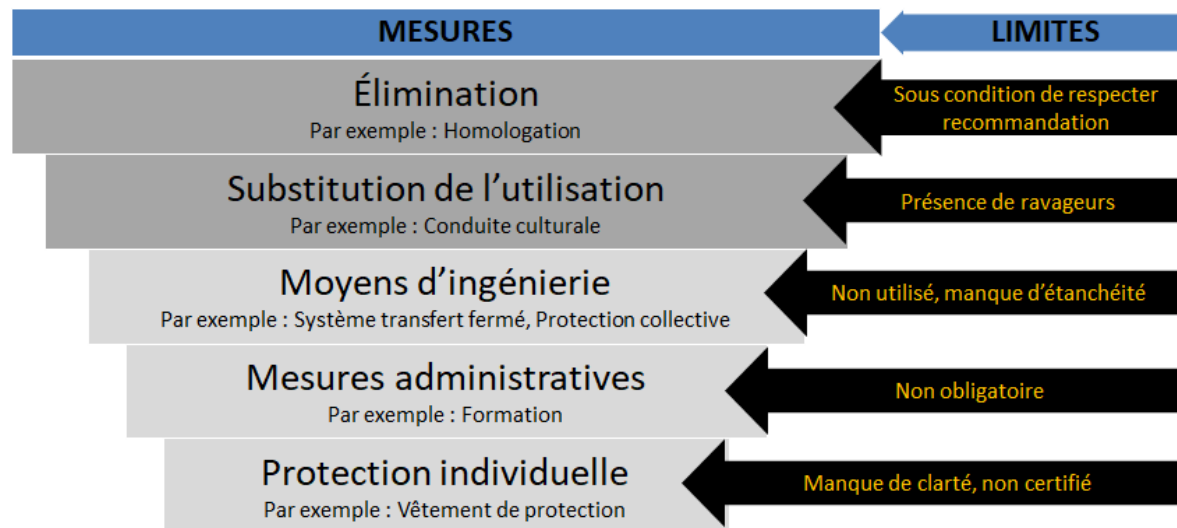 MESURES
LIMITES
Élimination
Par exemple : Homologation
Sous condition de respecter
recommandation
Substitution de l’utilisation
Par exemple : Conduite culturale
Présence de ravageurs
Moyens d’ingénierie
Par exemple : Système transfert fermé, Protection collective
Non utilisé, manque d’étanchéité
Mesures administratives
Par exemple : Formation
Non obligatoire
Protection individuelle
Par exemple : Vêtement de protection
Manque de clarté, non certifié